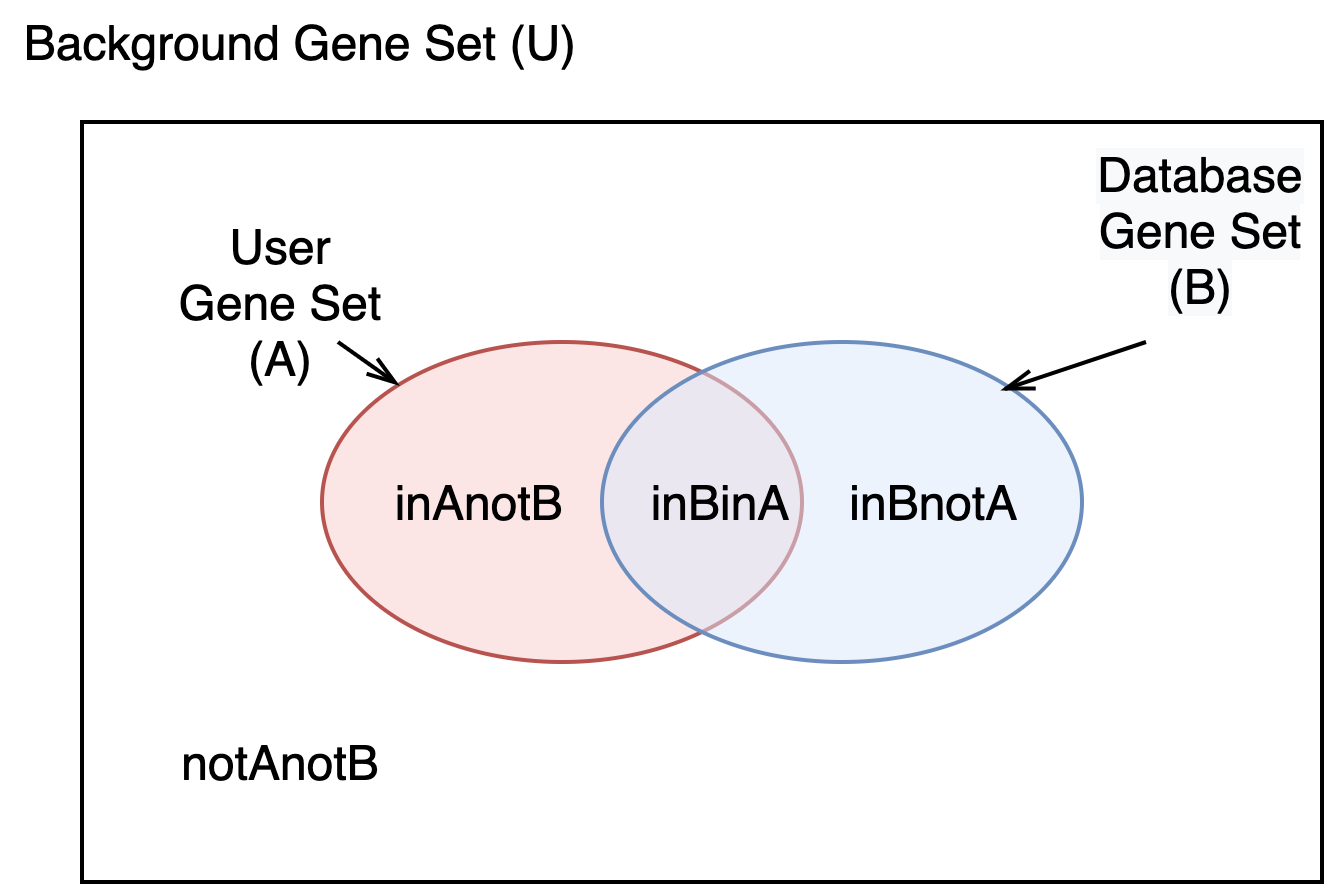 Background Gene Set (U)
User
Gene Set
(A)
Database
Gene Set
(B)
inAnotB
inBinA
inBnotA
notAnotB